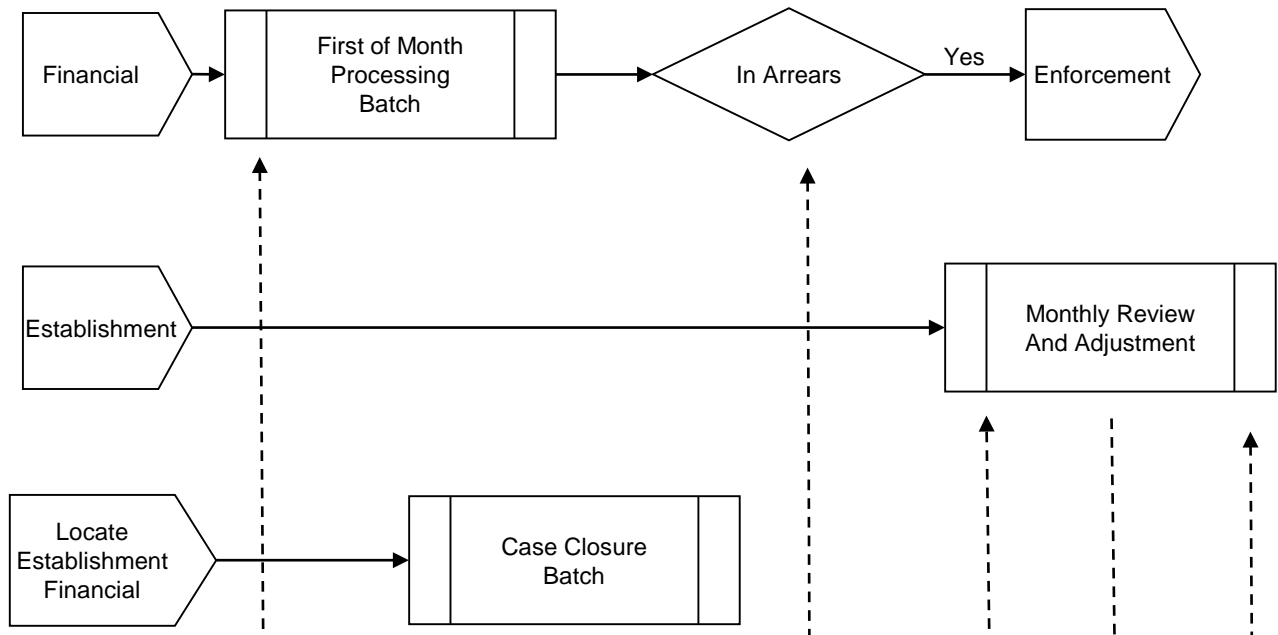 Financial
First of Month
Processing
Batch
In Arrears
Yes
Enforcement
Establishment
Monthly Review
And Adjustment
Locate
Establishment
Financial
Case Closure
Batch